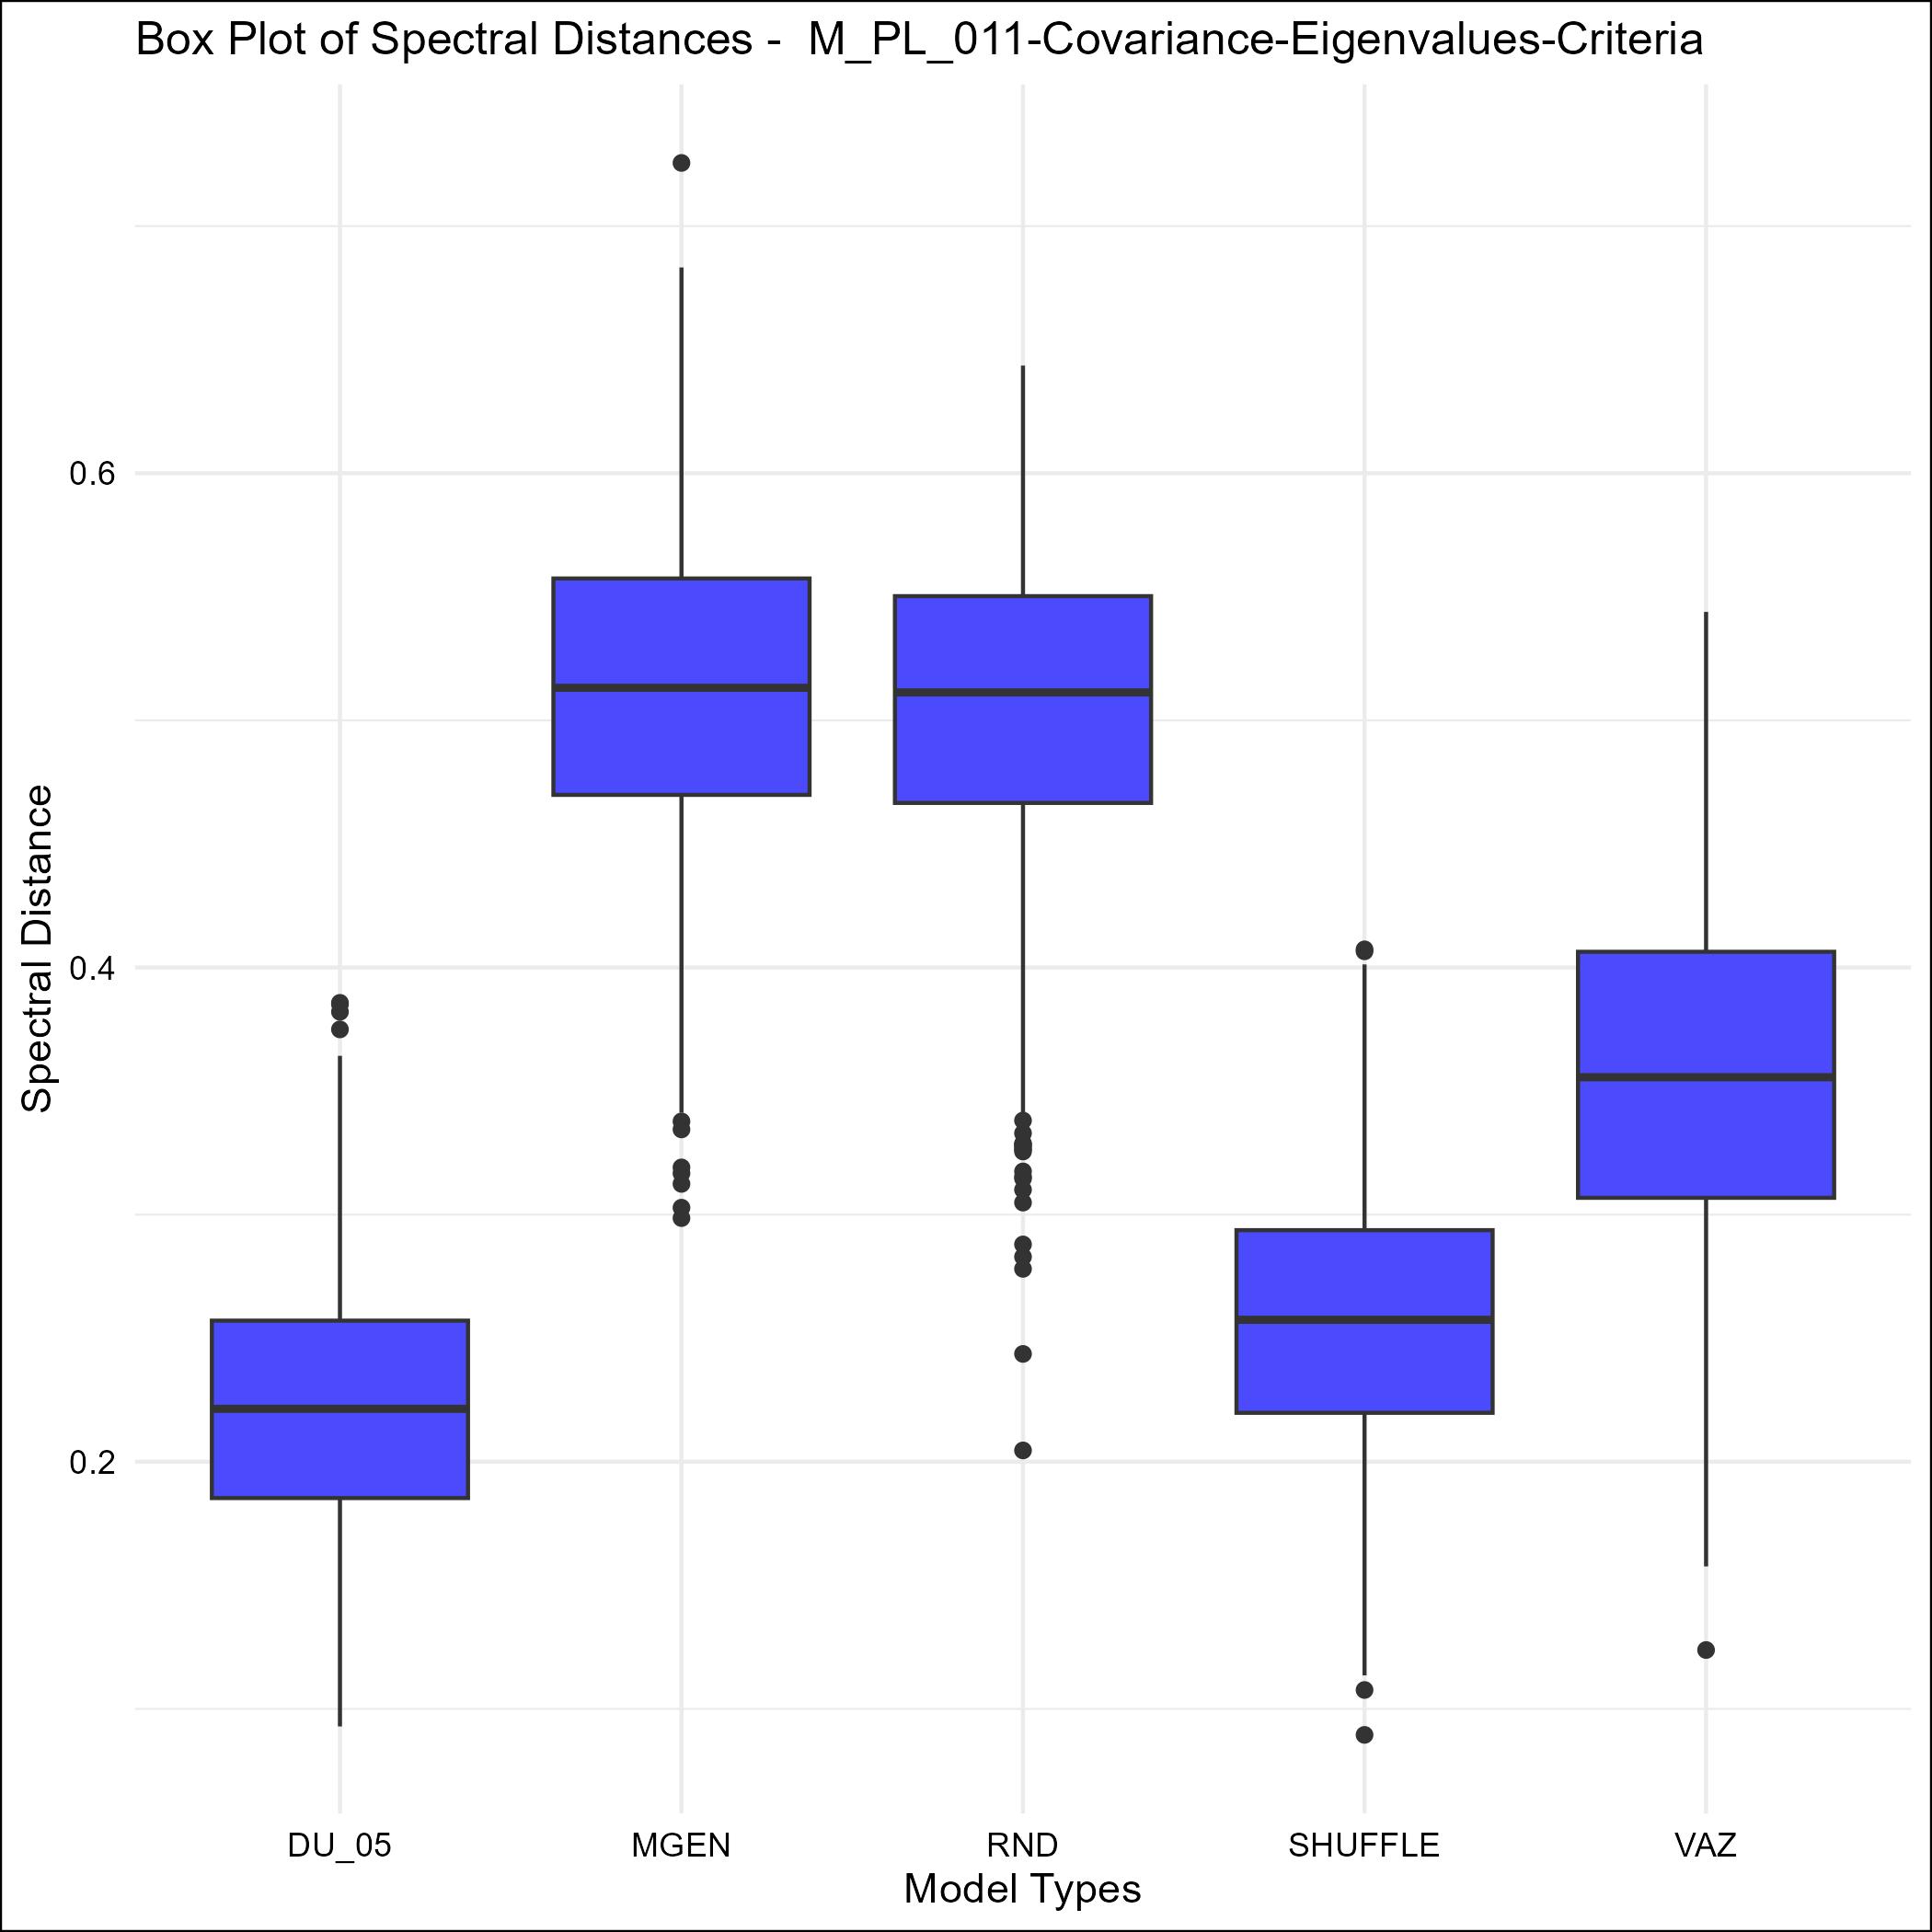 Box Plot of Spectral Distances -  M_PL_011-Covariance-Eigenvalues-Criteria
Spectral Distance
0.6
0.4
0.2
DU_05 MGEN RND SHUFFLE VAZ
Model Types